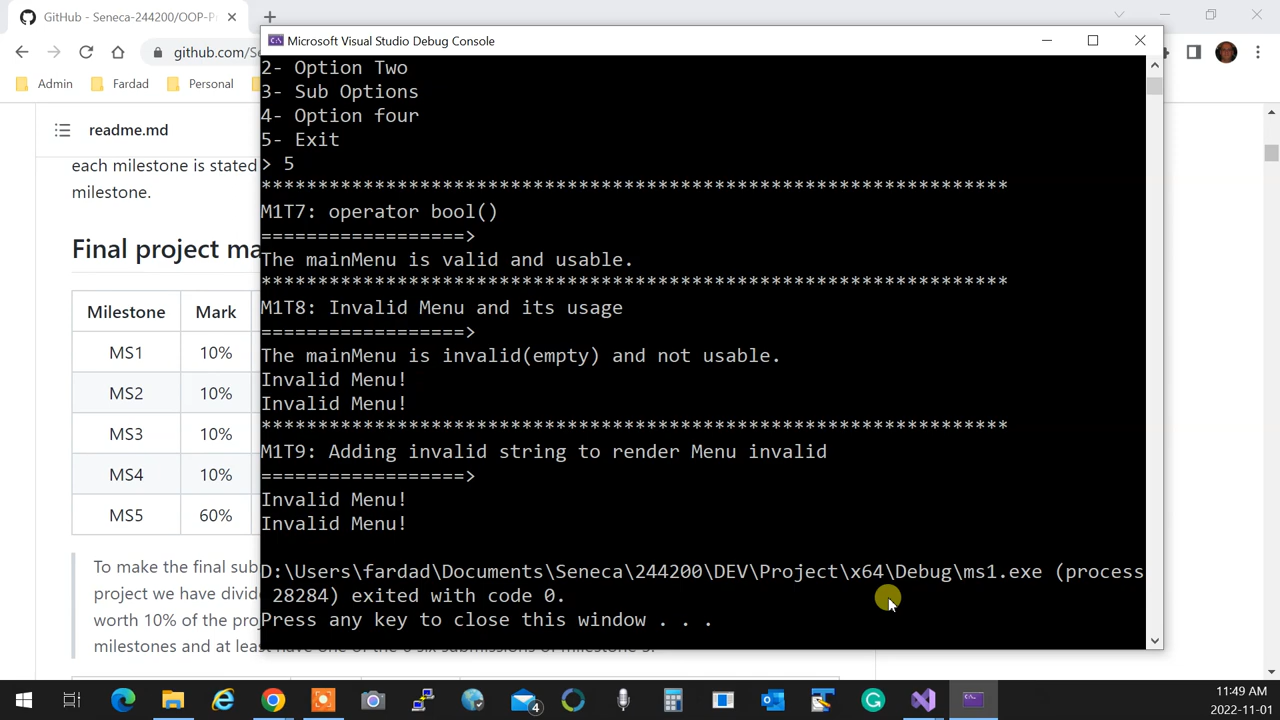 GitHub - Seneca-244200/OOP-P
Microsoft Visual Studio Debug Console
github.com/S
Admin
Fardad
Personal
readme.md
each milestone is stated
milestone.
Final project ma
Milestone Mark
MS1 10%
MS2 10%
MS3 10%
MS4 10%
MS5 60%
To make the final sub
project we have divid
worth 10% of the pro
2- Option Two
3- Sub Options
4- Option four
5- Exit
> 5
******************************************************************
M1T7: operator bool()
==================>
The mainMenu is valid and usable.
******************************************************************
M1T8: Invalid Menu and its usage
==================>
The mainMenu is invalid(empty) and not usable.
Invalid Menu!
Invalid Menu!
******************************************************************
M1T9: Adding invalid string to render Menu invalid
==================>
Invalid Menu!
Invalid Menu!
D:\Users\fardad\Documents\Seneca\244200\DEV\Project\x64\Debug\ms1.exe (process
28284) exited with code 0.
Press any key to close this window . . .
4
11:49 AM
2022-11-01